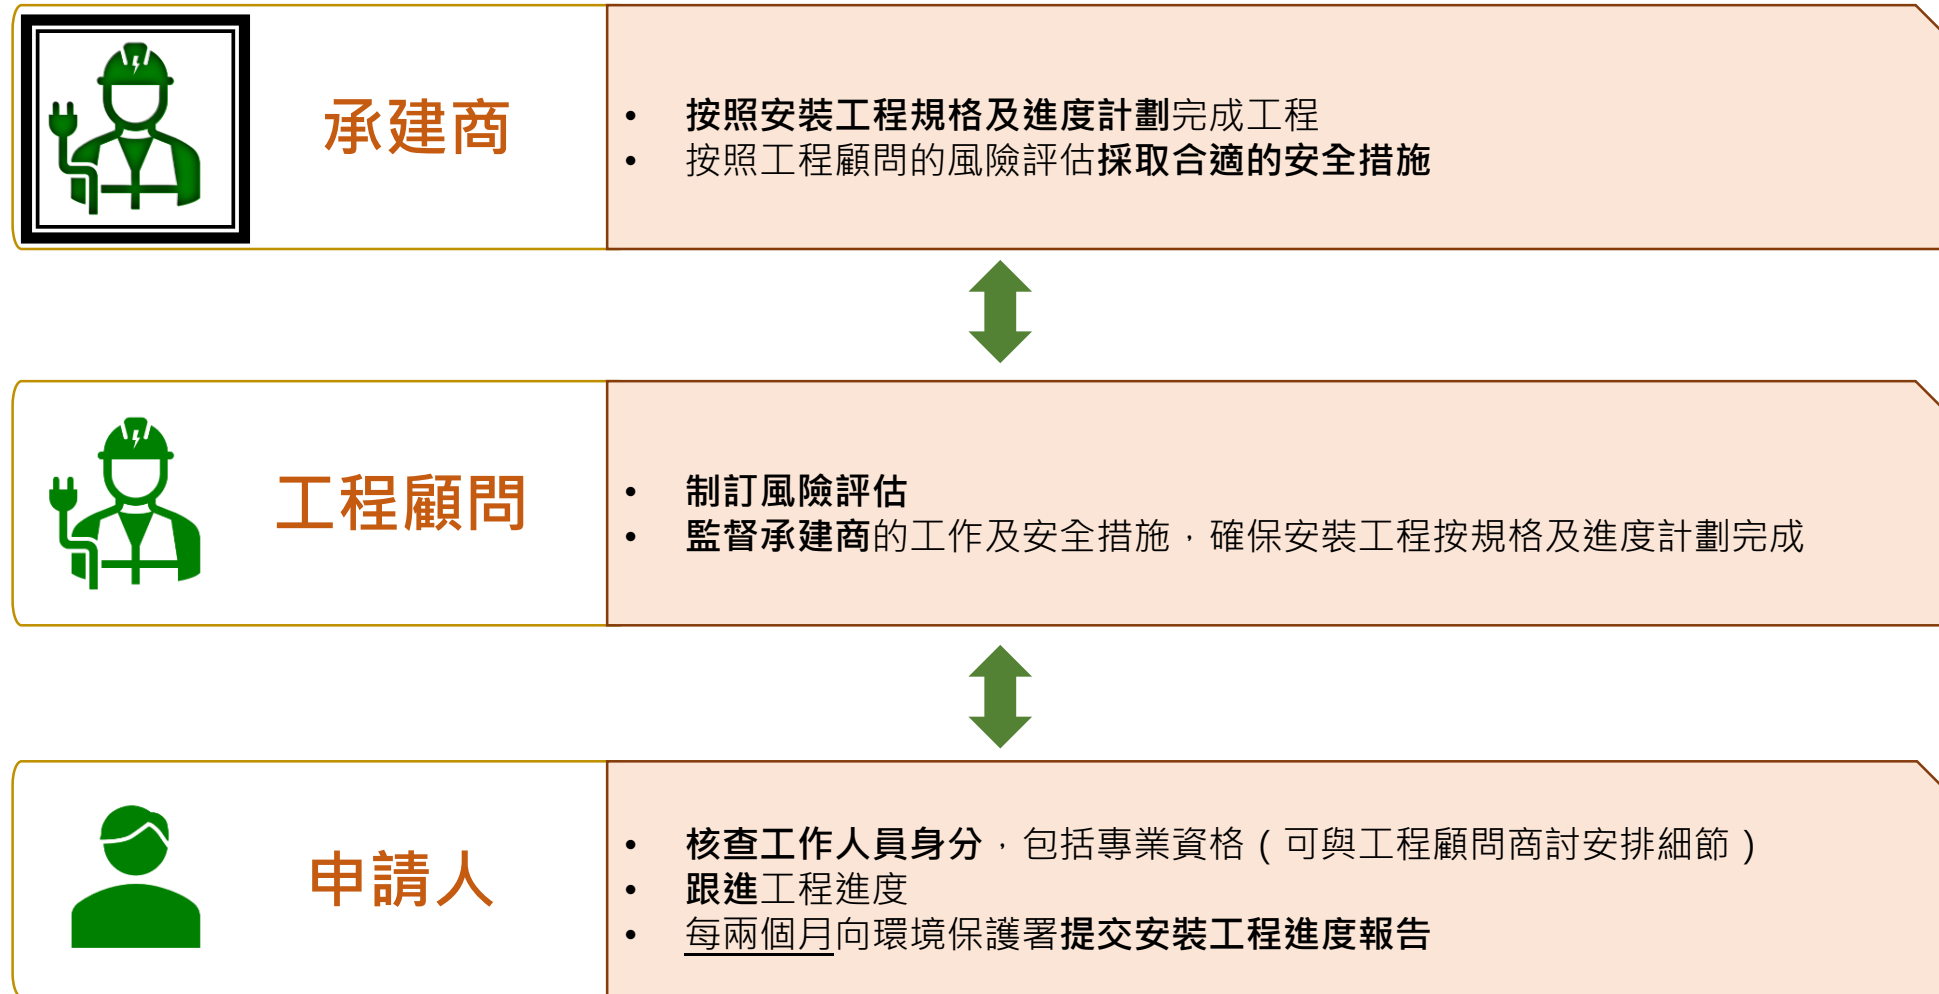 承建商
• 按照安裝工程規格及進度計劃完成工程
• 按照工程顧問的風險評估採取合適的安全措施
工程顧問
• 制訂風險評估
• 監督承建商的工作及安全措施，確保安裝工程按規格及進度計劃完成
申請人
• 核查工作人員身分，包括專業資格（可與工程顧問商討安排細節）
• 跟進工程進度
• 每兩個月向環境保護署提交安裝工程進度報告